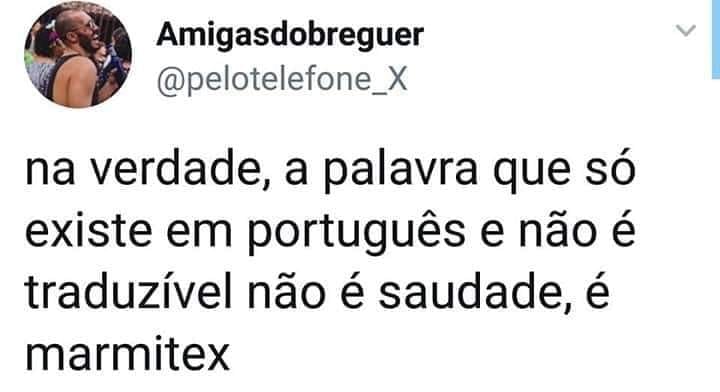 Amigasdobreguer
@pelotelefone_X
na verdade, a palavra que só
existe em português e não é
traduzível não é saudade, é
marmitex